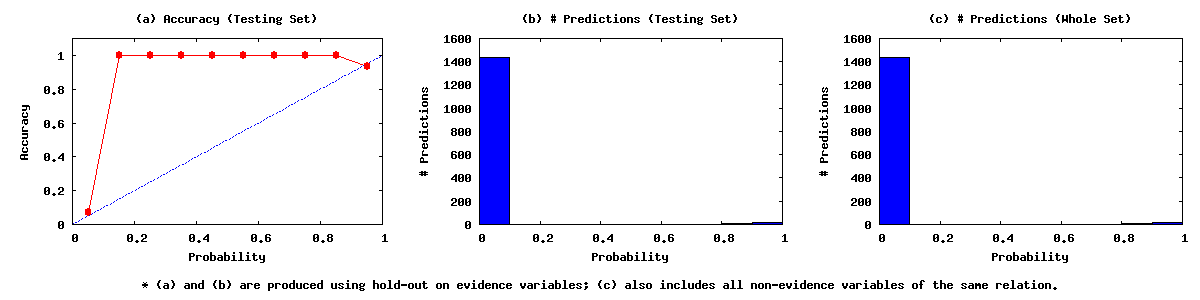 (a) Accuracy (Testing Set)
(b) # Predictions (Testing Set)
(c) # Predictions (Whole Set)
Accuracy
1
0.8
0.6
0.4
0.2
0
0 0.2 0.4 0.6 0.8 1
Probability
# Predictions
1600
1400
1200
1000
800
600
400
200
0
0 0.2 0.4 0.6 0.8 1
Probability
# Predictions
1600
1400
1200
1000
800
600
400
200
0
0 0.2 0.4 0.6 0.8 1
Probability
* (a) and (b) are produced using hold-out on evidence variables; (c) also includes all non-evidence variables of the same relation.